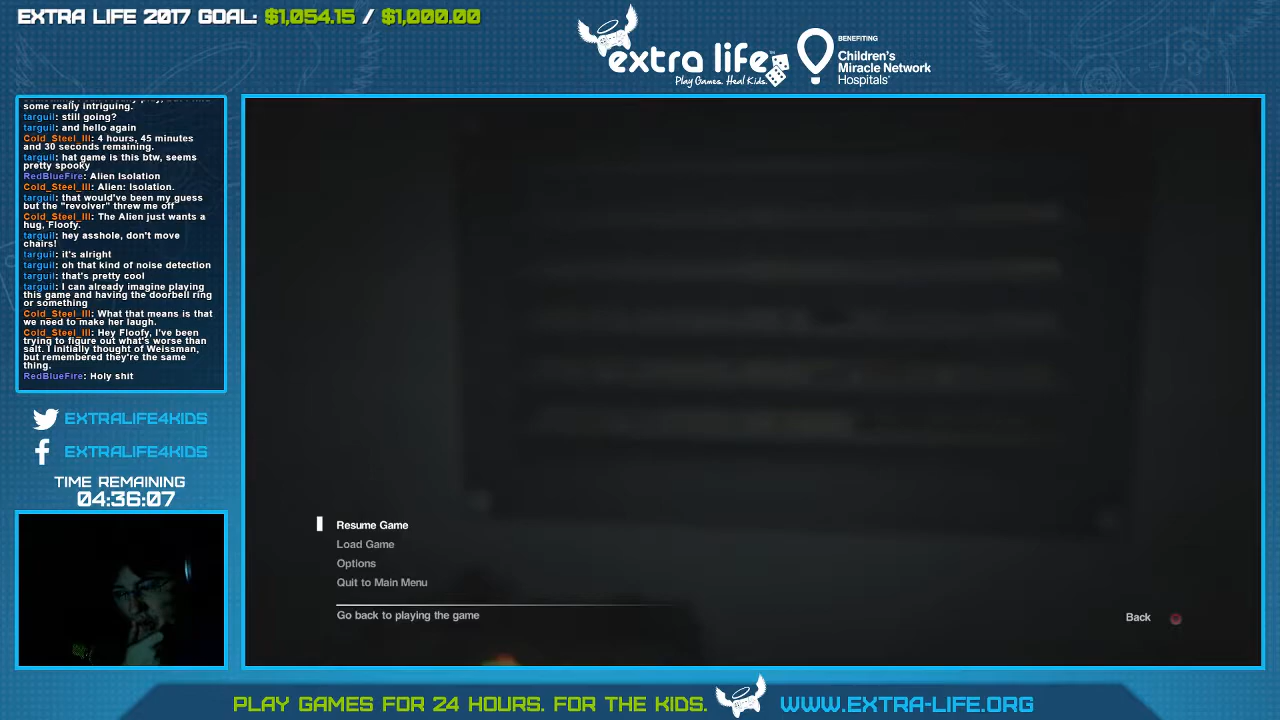 EXTRA LIFE 2017 GOAL: $1,054.15 / $1,000.00
extra life
Play Games. Heal Kids.
BENEFITING
Children's
Miracle Network
Hospitals
some really intriguing.
targuil: still going?
targuil: and hello again
Cold_Steel_III: 4 hours, 45 minutes
and 30 seconds remaining.
targuil: hat game is this btw, seems
pretty spooky
RedBlueFire: Alien Isolation
Cold_Steel_III: Alien: Isolation.
targuil: that would've been my guess
but the "revolver" threw me off
Cold_Steel_III: The Alien just wants a
hug, Floofy.
targuil: hey asshole, don't move
chairs!
targuil: it's alright
targuil: oh that kind of noise detection
targuil: that's pretty cool
targuil: I can already imagine playing
this game and having the doorbell ring
or something
Cold_Steel_III: What that means is that
we need to make her laugh.
Cold_Steel_III: Hey Floofy, I've been
trying to figure out what's worse than
salt. I initially thought of Weissman,
but remembered they're the same
thing.
RedBlueFire: Holy shit
EXTRALIFE4KIDS
EXTRALIFE4KIDS
TIME REMAINING
04:36:07
Resume Game
Load Game
Options
Quit to Main Menu
Go back to playing the game
Back
PLAY GAMES FOR 24 HOURS. FOR THE KIDS.
WWW.EXTRA-LIFE.ORG